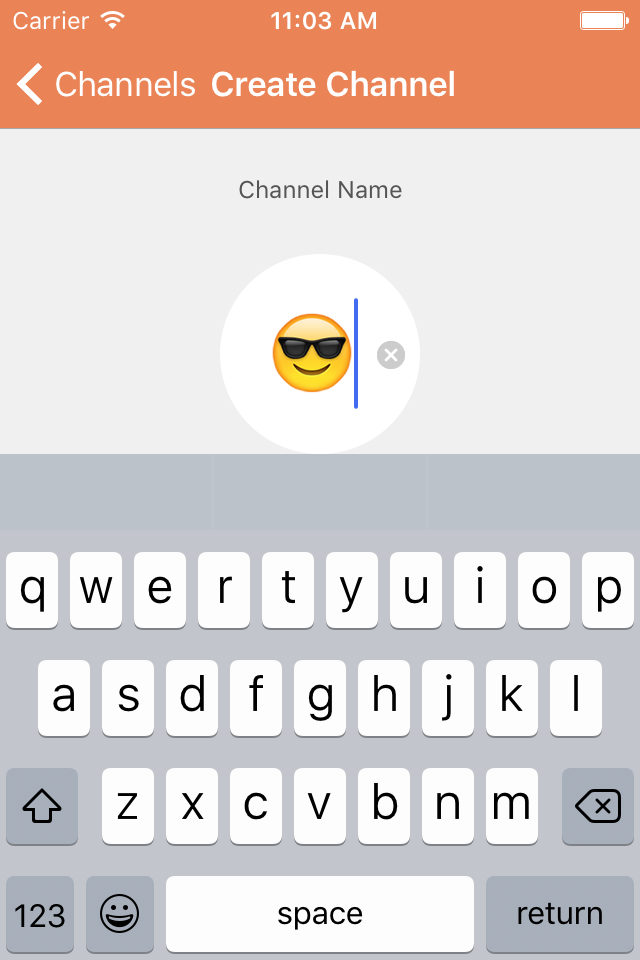 Carrier 11:03 AM
Channels Create Channel
Channel Name
😎
q w e r t y u i o p
a s d f g h j k l
z x c v b n m
123 space return